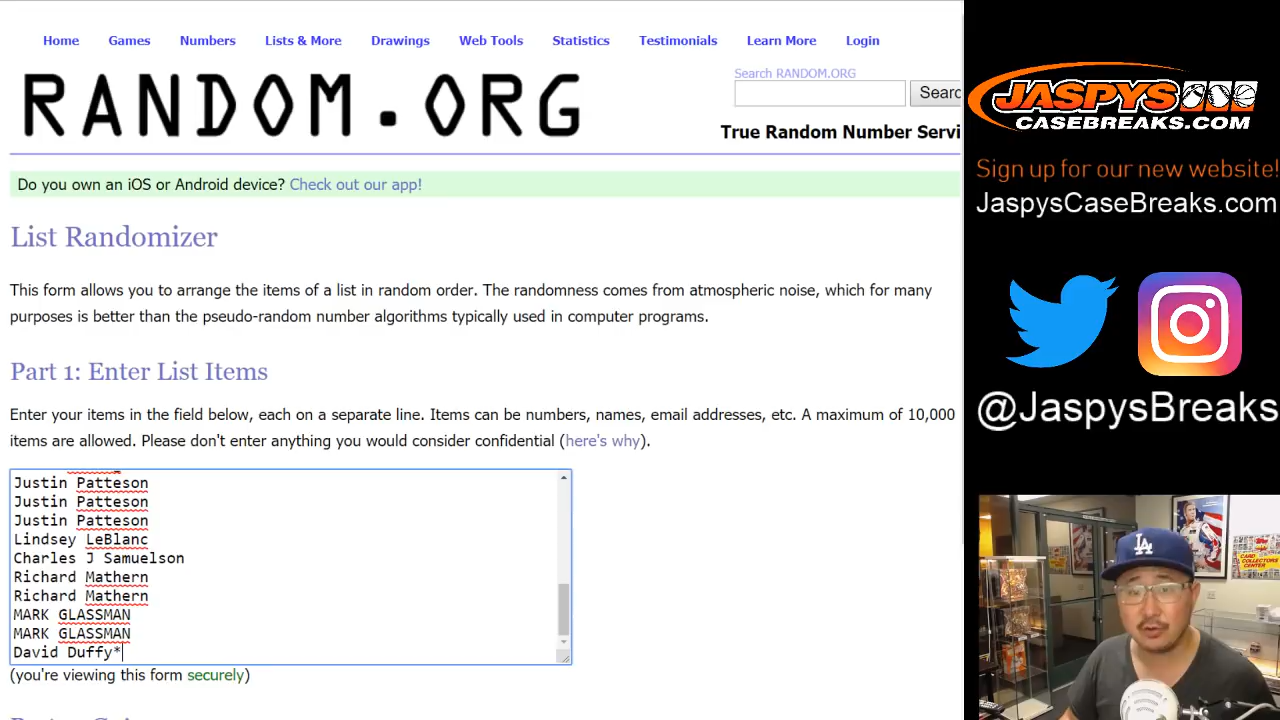 Home Games Numbers Lists & More Drawings Web Tools Statistics Testimonials Learn More Login
RANDOM.ORG
Search RANDOM.ORG
Searc
True Random Number Servi
Do you own an iOS or Android device? Check out our app!
List Randomizer
This form allows you to arrange the items of a list in random order. The randomness comes from atmospheric noise, which for many
purposes is better than the pseudo-random number algorithms typically used in computer programs.
Part 1: Enter List Items
Enter your items in the field below, each on a separate line. Items can be numbers, names, email addresses, etc. A maximum of 10,000
items are allowed. Please don't enter anything you would consider confidential (here's why).
Justin Patteson
Justin Patteson
Justin Patteson
Lindsey LeBlanc
Charles J Samuelson
Richard Mathern
Richard Mathern
MARK GLASSMAN
MARK GLASSMAN
David Duffy*
(you're viewing this form securely)
JASPYS
CASEBREAKS.COM
Sign up for our new website!
JaspysCaseBreaks.com
@JaspysBreaks
LA